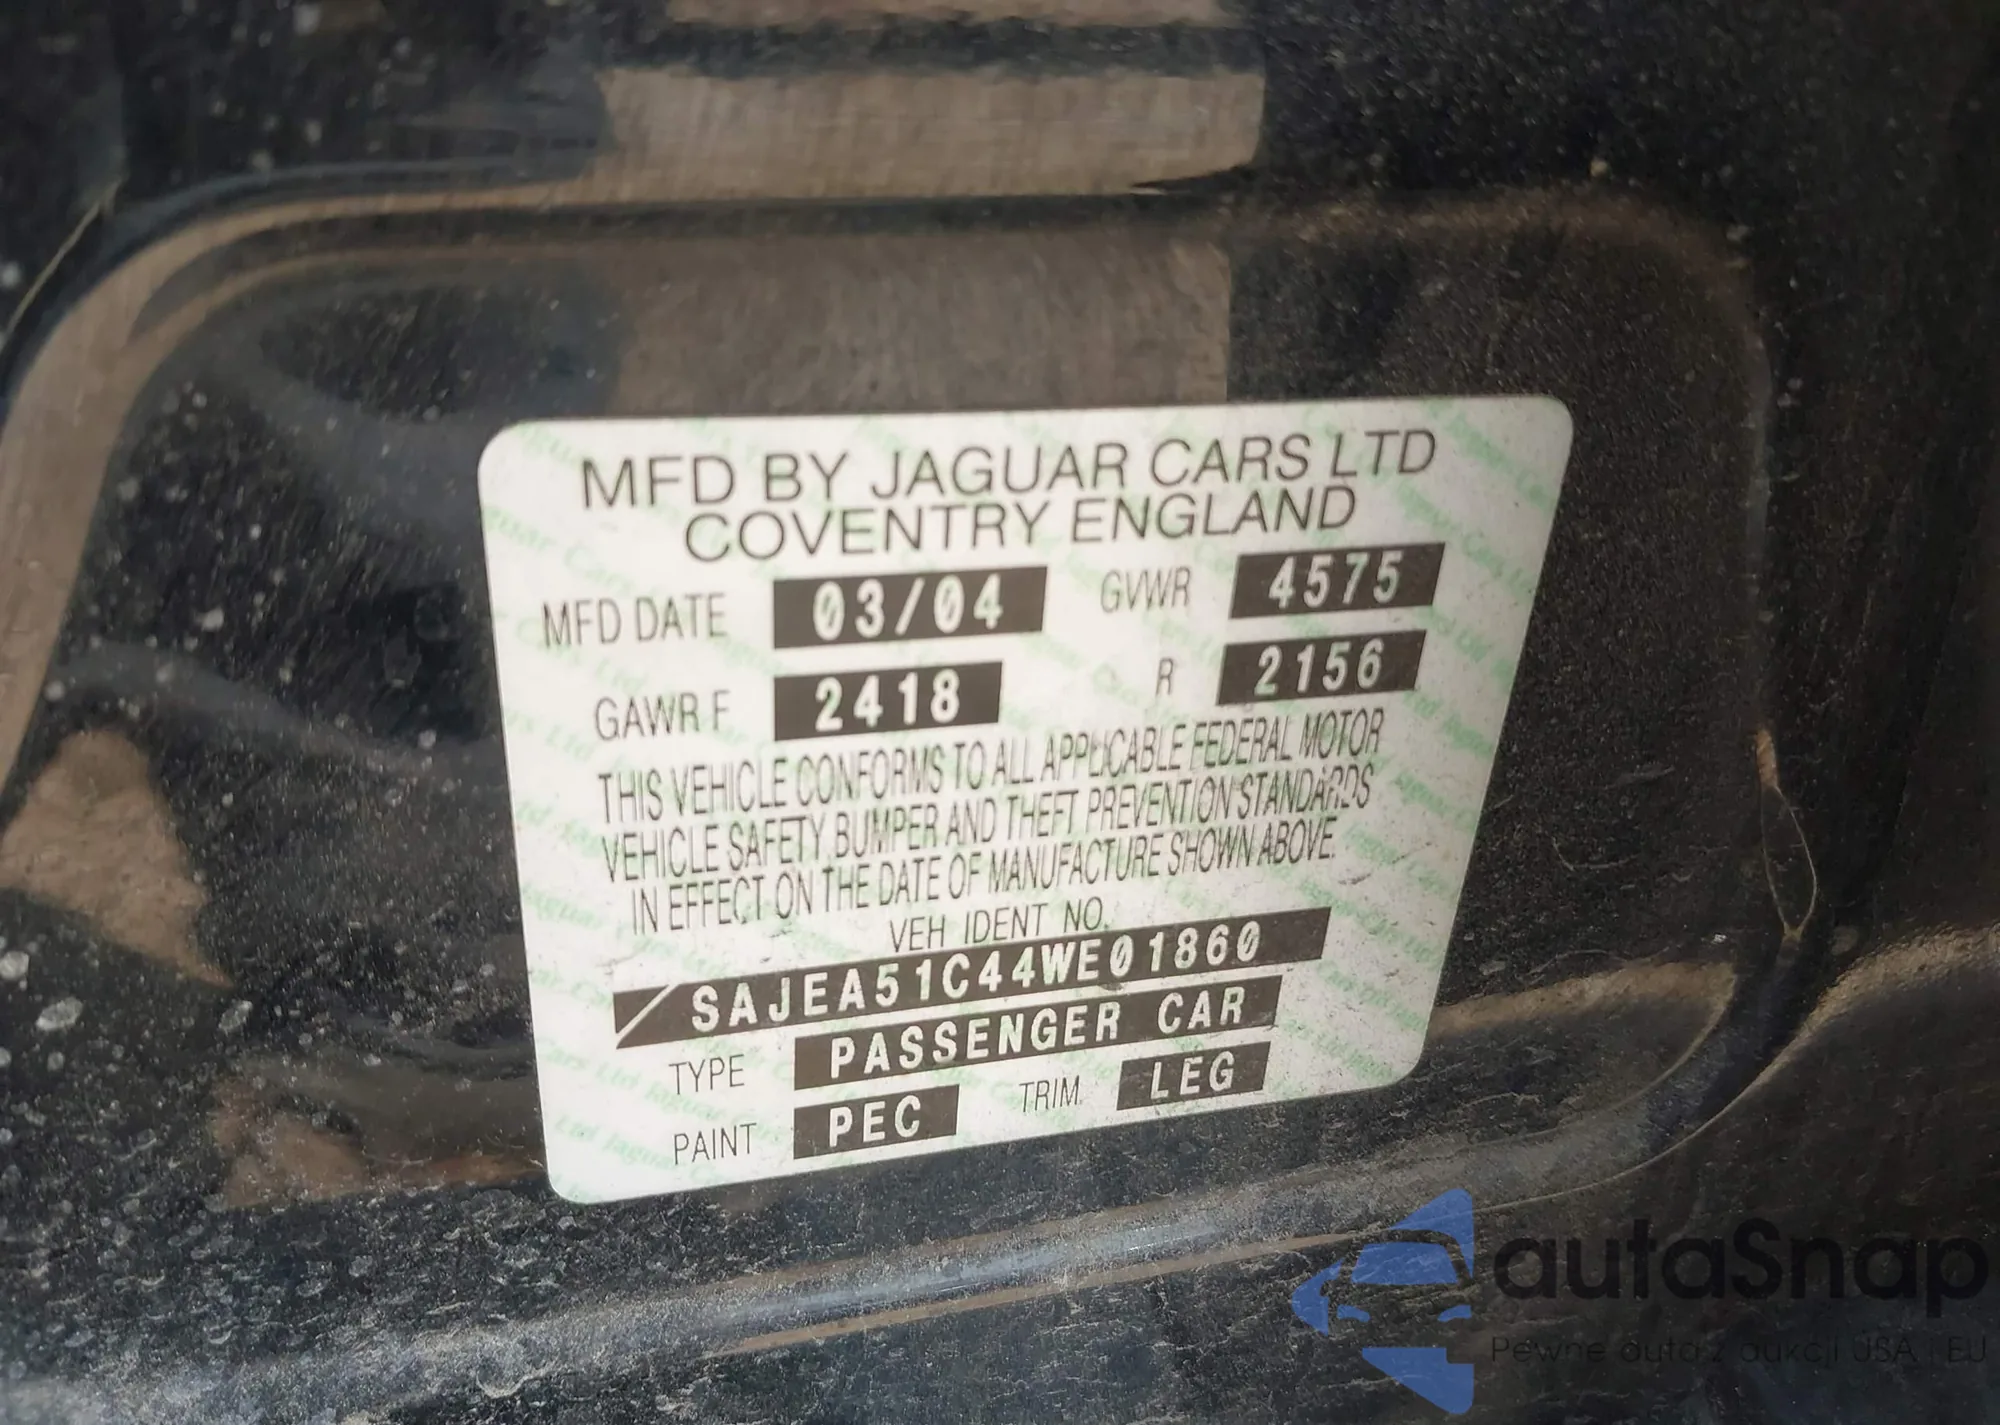 MFD BY JAGUAR CARS LTD
COVENTRY ENGLAND
MFD DATE 03/04 GVWR 4575
GAWR F 2418 R 2156
THIS VEHICLE CONFORMS TO ALL APPLICABLE FEDERAL MOTOR
VEHICLE SAFETY BUMPER AND THEFT PREVENTION STANDARDS
IN EFFECT ON THE DATE OF MANUFACTURE SHOWN ABOVE.
VEH IDENT NO.
SAJEA51C44WE01860
TYPE PASSENGER CAR
PAINT PEC TRIM LEG
autaSnap
Pewne auta z aukcji USA i EU